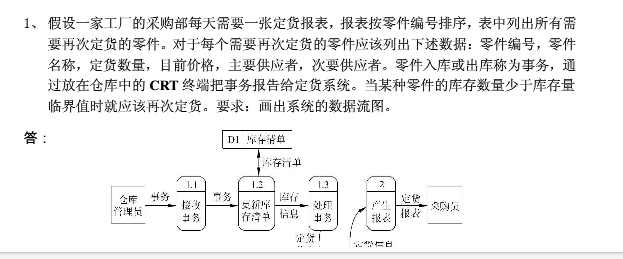 1、 假设一家工厂的采购部每天需要一张定货报表，报表按零件编号排序，表中列出所有需
要再次定货的零件。对于每个需要再次定货的零件应该列出下述数据：零件编号，零件
名称，定货数量，目前价格，主要供应者，次要供应者。零件入库或出库称为事务，通
过放在仓库中的 CRT 终端把事务报告给定货系统。当某种零件的库存数量少于库存量
临界值时就应该再次定货。要求：画出系统的数据流图。
答：
D1 库存清单
库存清单
1.1
1.2
1.3
2
仓库
管理员
事务
接收
事务
事务
更新库
存清单
库存
信息
处理
事务
产生
报表
定货
报表
采购员
定货
定货信息